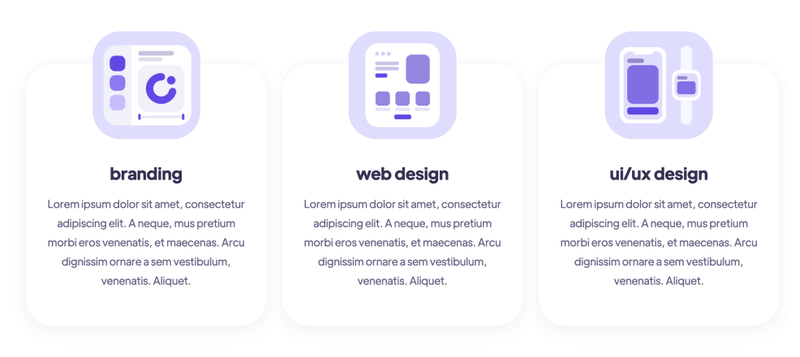 branding
Lorem ipsum dolor sit amet, consectetur
adipiscing elit. A neque, mus pretium
morbi eros venenatis, et maecenas. Arcu
dignissim ornare a sem vestibulum,
venenatis. Aliquet.
web design
Lorem ipsum dolor sit amet, consectetur
adipiscing elit. A neque, mus pretium
morbi eros venenatis, et maecenas. Arcu
dignissim ornare a sem vestibulum,
venenatis. Aliquet.
ui/ux design
Lorem ipsum dolor sit amet, consectetur
adipiscing elit. A neque, mus pretium
morbi eros venenatis, et maecenas. Arcu
dignissim ornare a sem vestibulum,
venenatis. Aliquet.